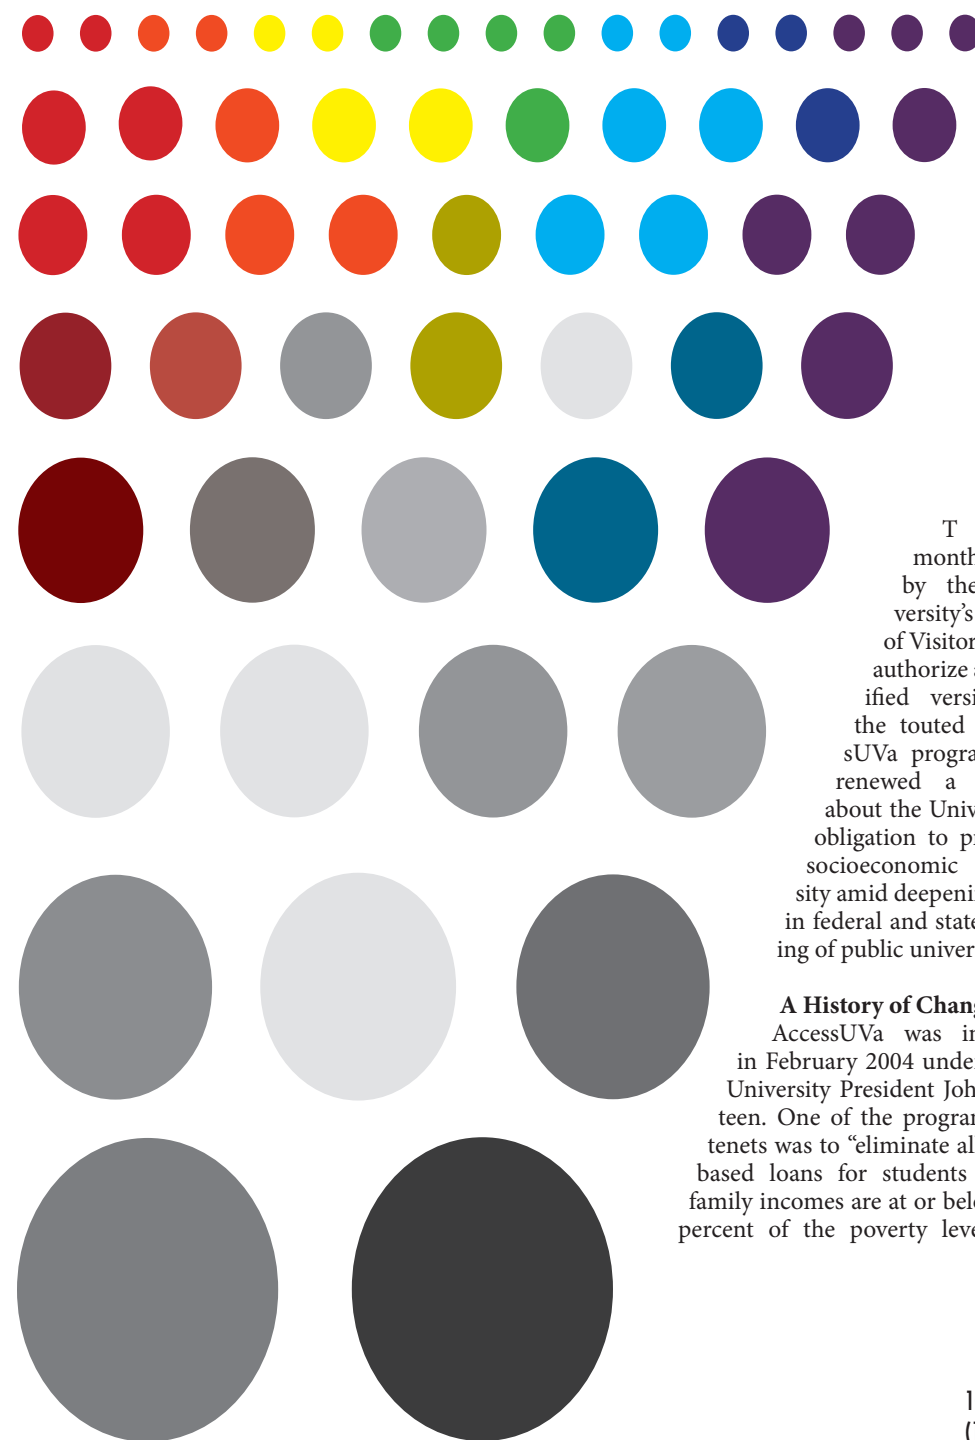 T
month
by the
versity's
of Visitor
authorize
ified versi
the touted
sUVa progra
renewed a
about the Univ
obligation to p
socioeconomic
sity amid deepeni
in federal and state
ing of public univer
A History of Chang
AccessUVa was in
in February 2004 unde
University President Joh
teen. One of the program
tenets was to “eliminate all
based loans for students
family incomes are at or belo
percent of the poverty leve
1
(